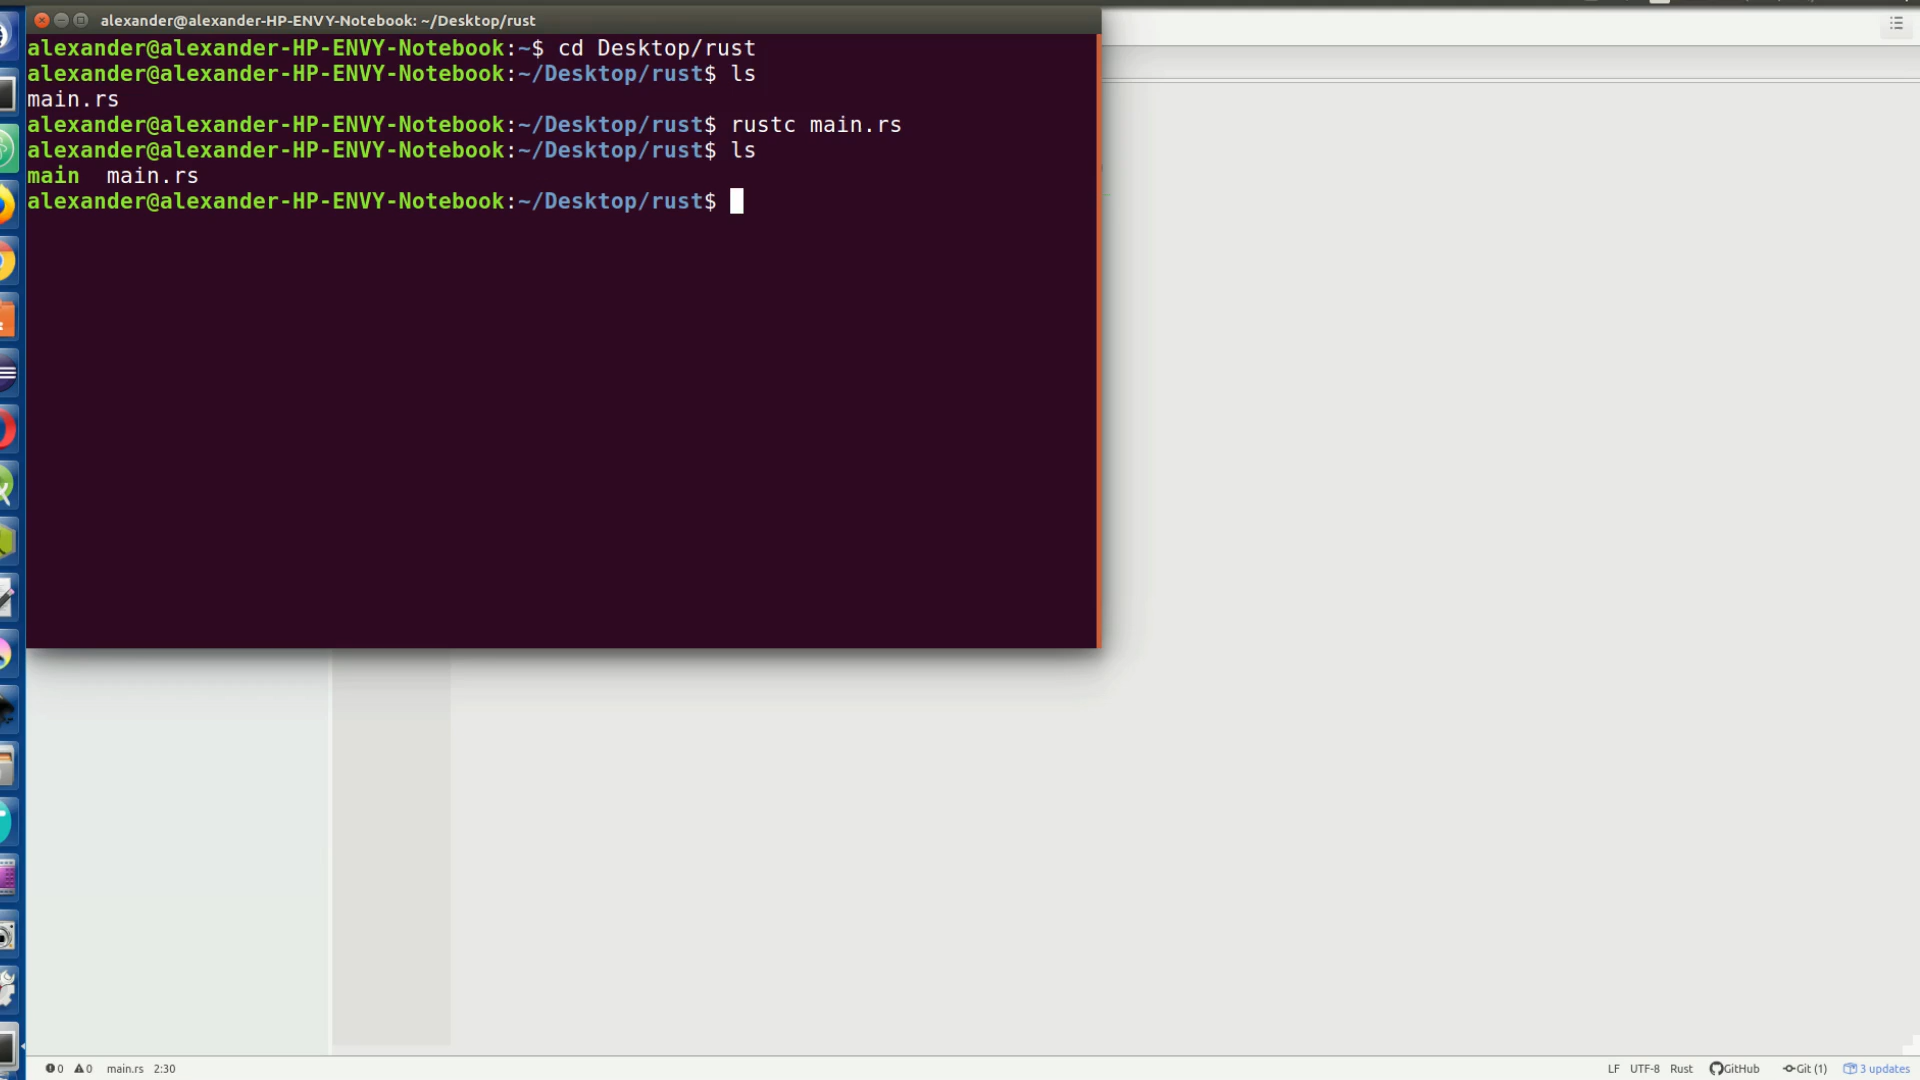 alexander@alexander-HP-ENVY-Notebook: ~/Desktop/rust
alexander@alexander-HP-ENVY-Notebook:~$ cd Desktop/rust
alexander@alexander-HP-ENVY-Notebook:~/Desktop/rust$ ls
main.rs
alexander@alexander-HP-ENVY-Notebook:~/Desktop/rust$ rustc main.rs
alexander@alexander-HP-ENVY-Notebook:~/Desktop/rust$ ls
main  main.rs
alexander@alexander-HP-ENVY-Notebook:~/Desktop/rust$
0 0 main.rs 2:30 LF UTF-8 Rust GitHub Git (1) 3 updates